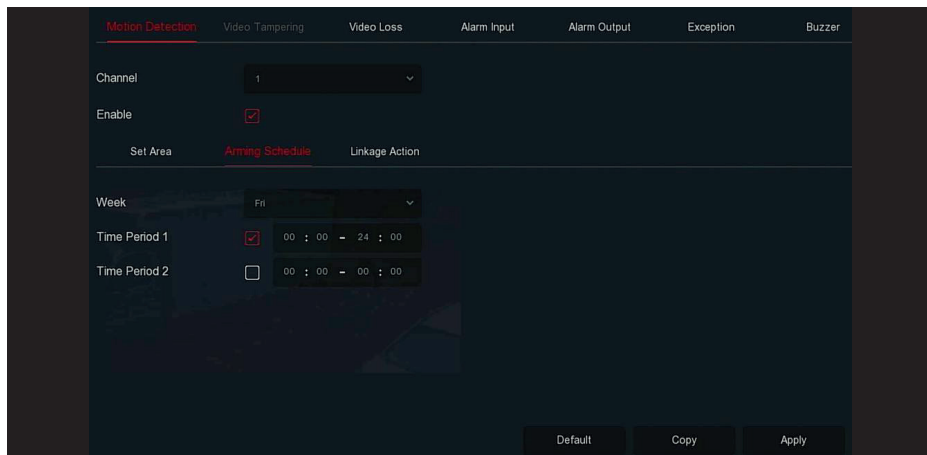 Motion Detection Video Tampering Video Loss Alarm Input Alarm Output Exception Buzzer
Channel 1
Enable
Set Area Arming Schedule Linkage Action
Week Fri
Time Period 1 00 : 00 - 24 : 00
Time Period 2 00 : 00 - 00 : 00
Default Copy Apply